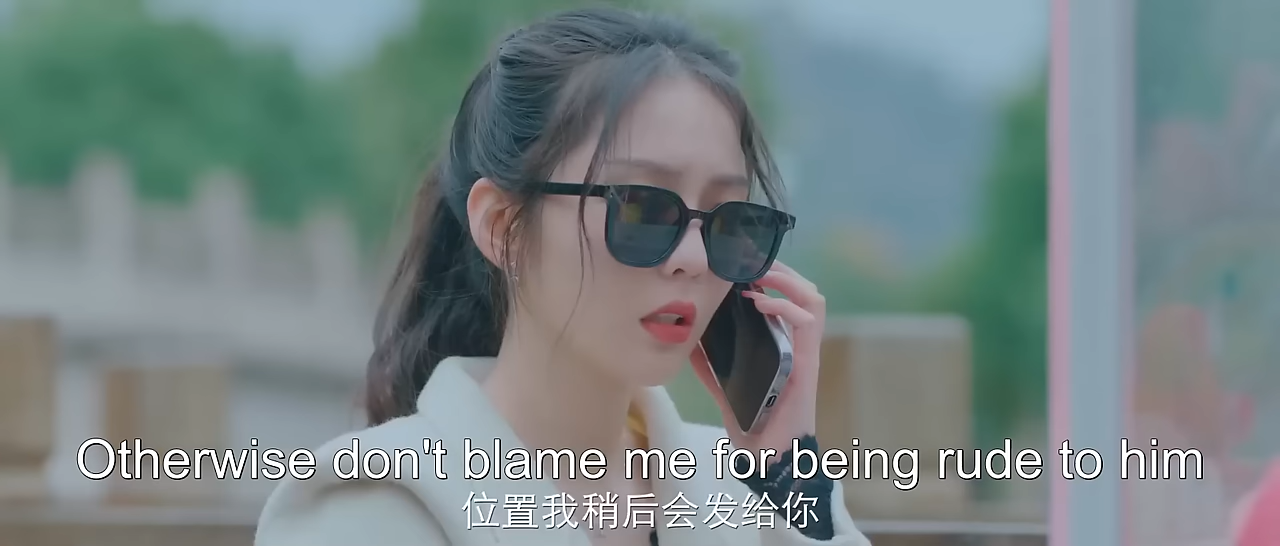 Otherwise don't blame me for being rude to him
位置我稍后会发给你